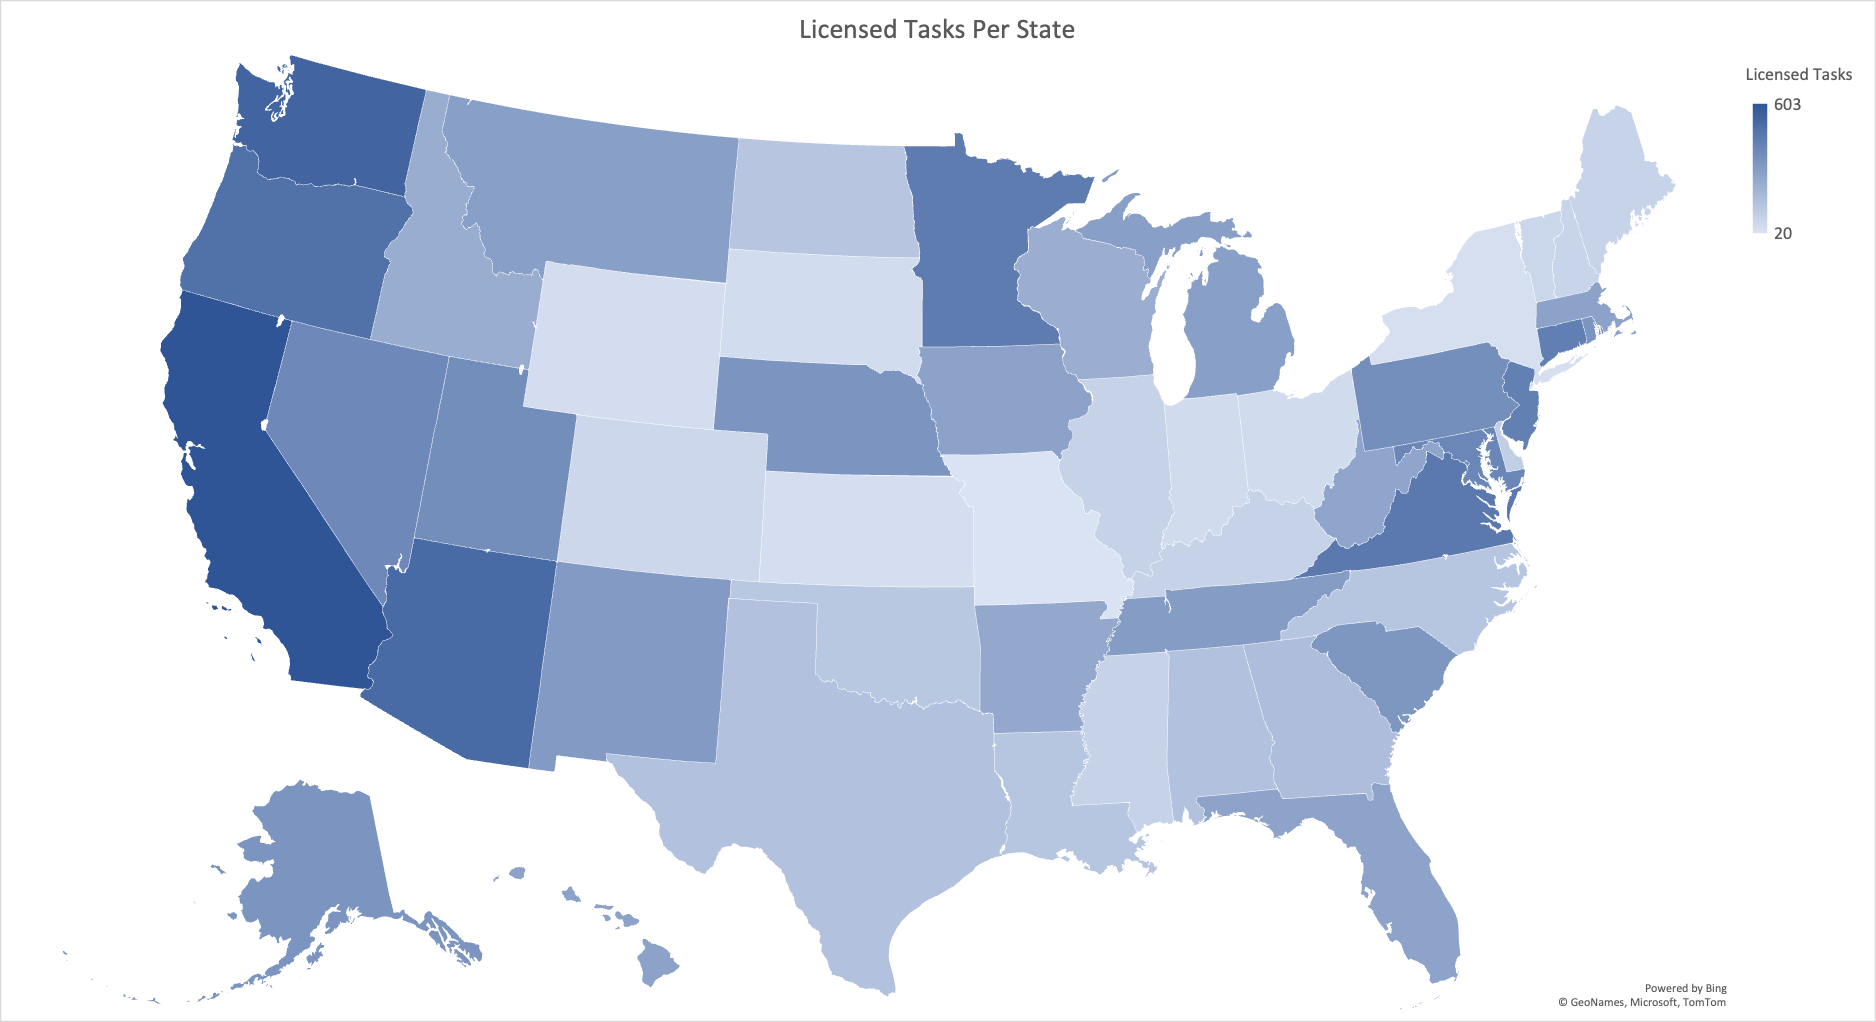 Licensed Tasks Per State
Licensed Tasks
603
20
Powered by Bing
© GeoNames, Microsoft, TomTom